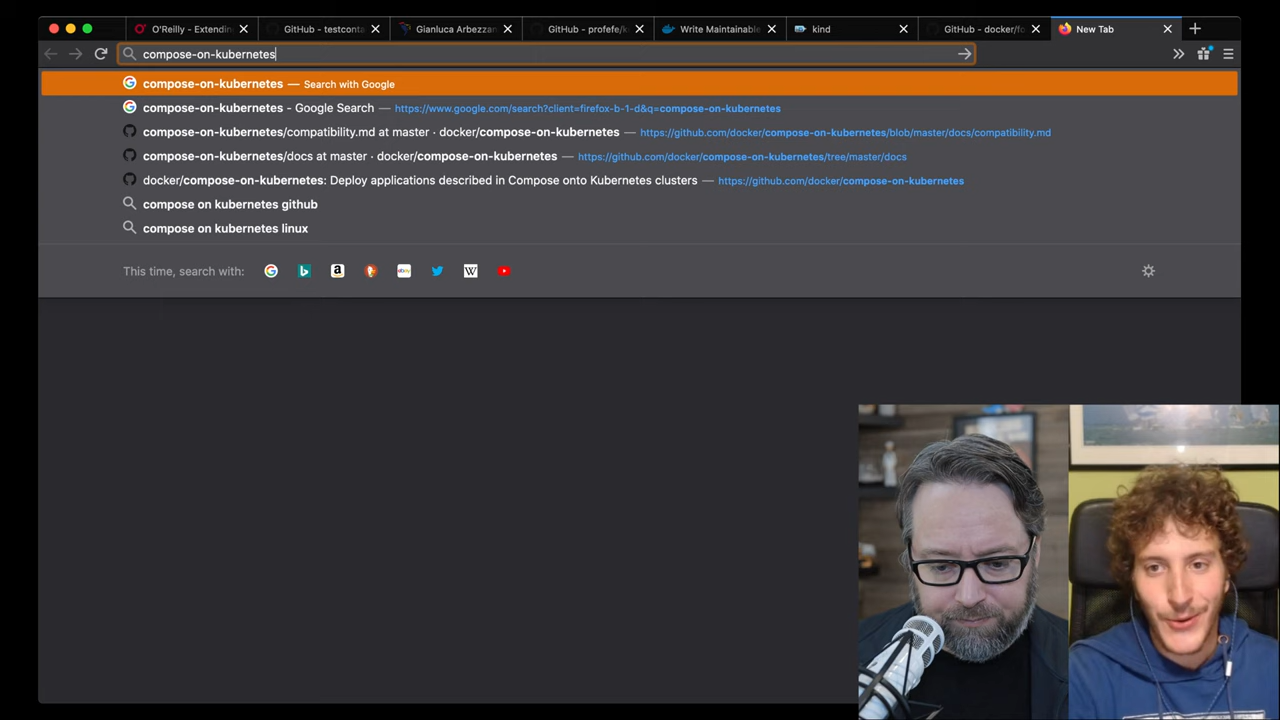 O'Reilly - Extendin
GitHub - testconta
Gianluca Arbezzan
GitHub - profefe/k
Write Maintainable
kind
GitHub - docker/fo
New Tab
compose-on-kubernetes
compose-on-kubernetes — Search with Google
compose-on-kubernetes - Google Search — https://www.google.com/search?client=firefox-b-1-d&q=compose-on-kubernetes
compose-on-kubernetes/compatibility.md at master · docker/compose-on-kubernetes — https://github.com/docker/compose-on-kubernetes/blob/master/docs/compatibility.md
compose-on-kubernetes/docs at master · docker/compose-on-kubernetes — https://github.com/docker/compose-on-kubernetes/tree/master/docs
docker/compose-on-kubernetes: Deploy applications described in Compose onto Kubernetes clusters — https://github.com/docker/compose-on-kubernetes
compose on kubernetes github
compose on kubernetes linux
This time, search with: